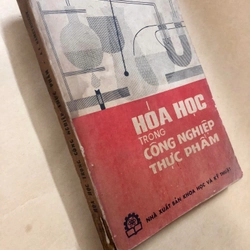 HÓA HỌC
TRONG
CÔNG NGHIỆP
THỰC PHẨM
NHÀ XUẤT BẢN KHOA HỌC VÀ KỸ THUẬT